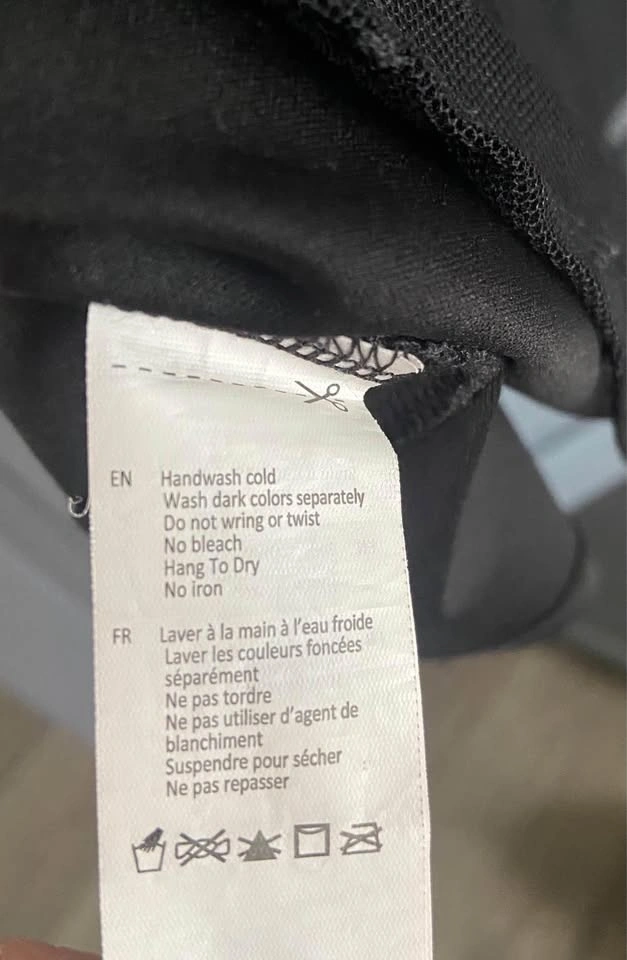 EN Handwash cold
Wash dark colors separately
Do not wring or twist
No bleach
Hang To Dry
No iron
FR Laver à la main à l'eau froide
Laver les couleurs foncées
séparément
Ne pas tordre
Ne pas utiliser d'agent de
blanchiment
Suspendre pour sécher
Ne pas repasser